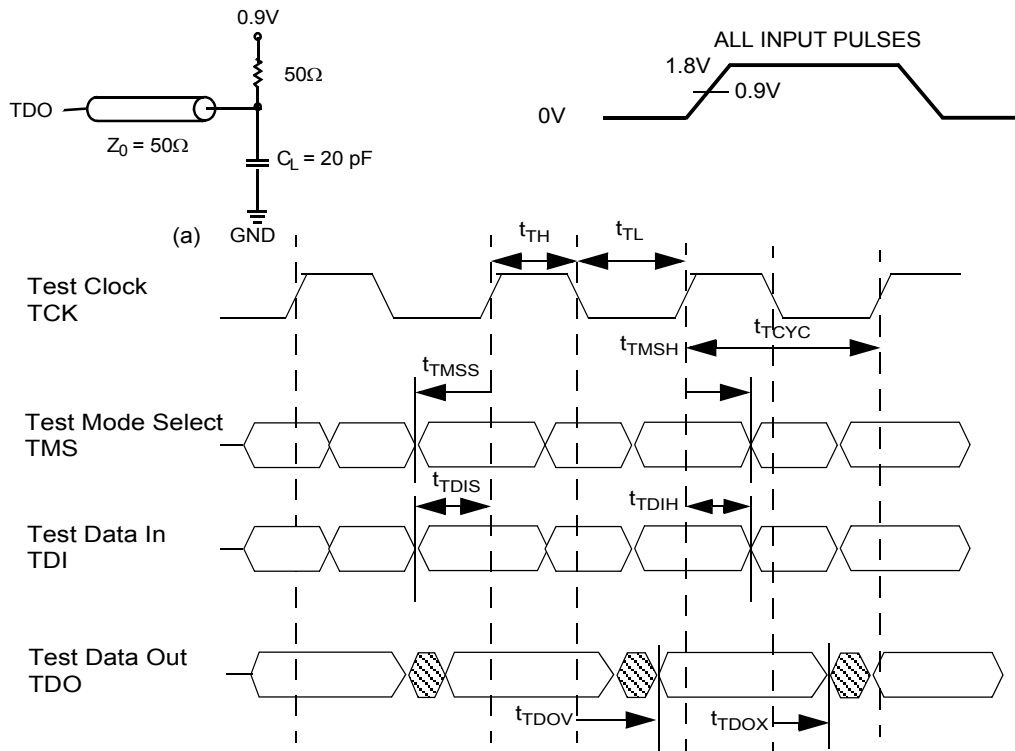 0.9V
50Ω
TDO
Z0 = 50Ω
CL = 20 pF
(a) GND
ALL INPUT PULSES
1.8V
0.9V
0V
tTH
tTL
Test Clock
TCK
tTMSH
tTCYC
tTMSS
Test Mode Select
TMS
tTDIS
tTDIH
Test Data In
TDI
Test Data Out
TDO
tTDOV
tTDOX